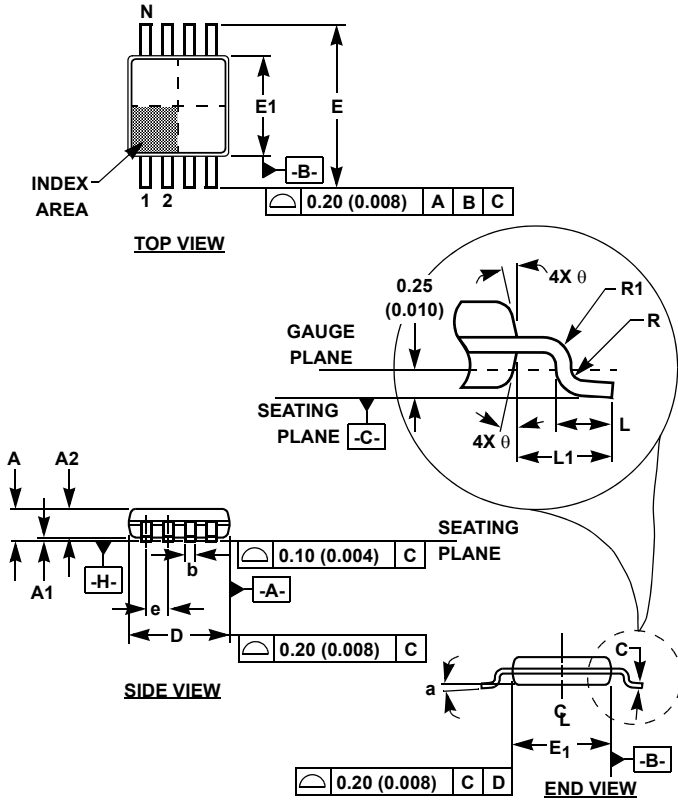 N
E1
E
-B-
INDEX
AREA
1 2
0.20 (0.008) A B C
TOP VIEW
0.25
(0.010)
4X θ
R1
R
GAUGE
PLANE
SEATING
PLANE
-C-
4X θ
L
L1
A
A2
SEATING
PLANE
A1
-H-
b
0.10 (0.004) C
-A-
e
D
0.20 (0.008) C
SIDE VIEW
C
a
CL
E1
-B-
0.20 (0.008) C D
END VIEW